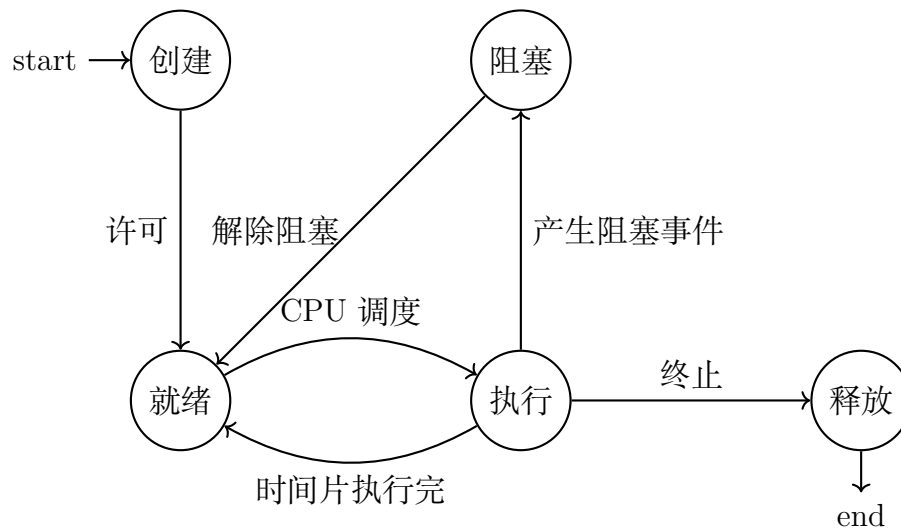 start
创建
阻塞
许可
解除阻塞
产生阻塞事件
CPU 调度
就绪
执行
终止
释放
时间片执行完
end